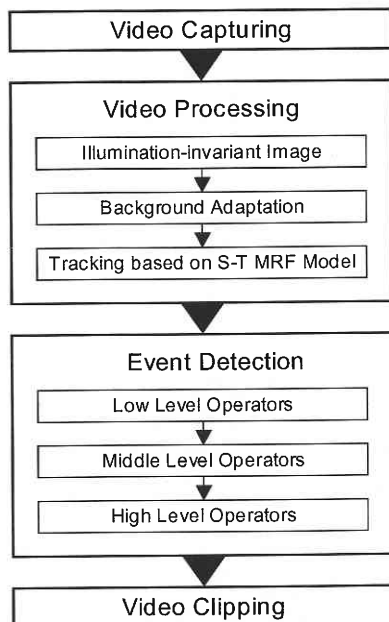 Video Capturing
Video Processing
Illumination-invariant Image
Background Adaptation
Tracking based on S-T MRF Model
Event Detection
Low Level Operators
Middle Level Operators
High Level Operators
Video Clipping